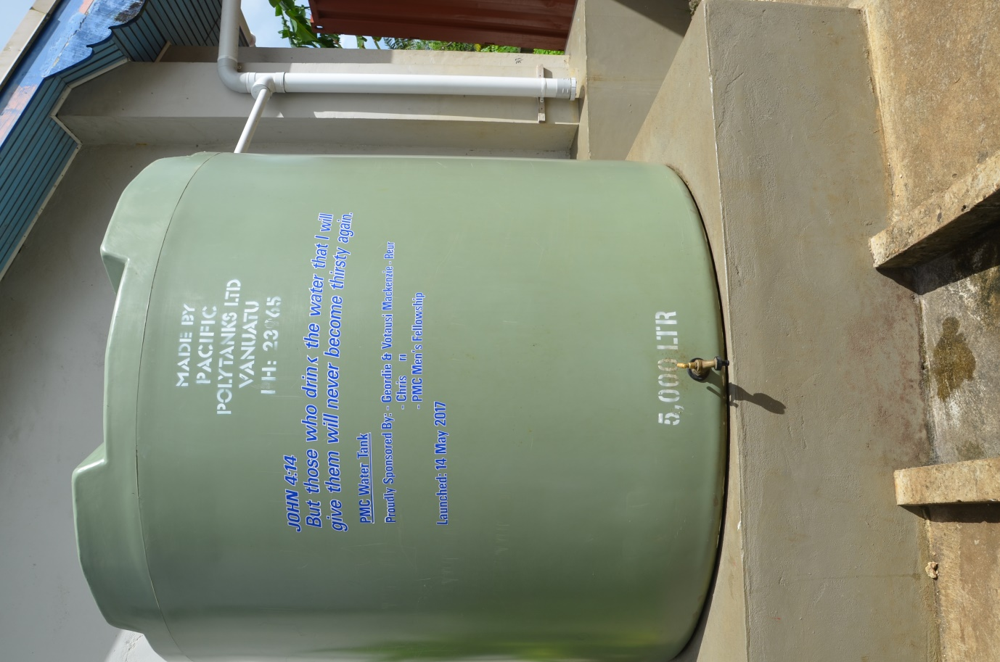 MADE BY
PACIFIC
POLYTANKS LTD
VANUATU
JOHN 4:14
But those who drink the water that I will
give them will never become thirsty again.
PMC Water Tank
Proudly Sponsored By: - Geordie & Votausi Mackenzie - Reur
- Chris
- PMC Men's Fellowship
Launched: 14 May 2017
5,000 LTR